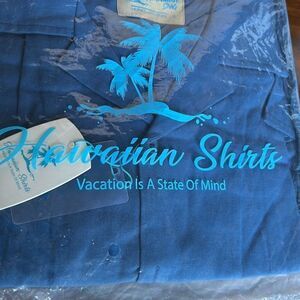 Hawaiian Shirts
Vacation Is A State Of Mind